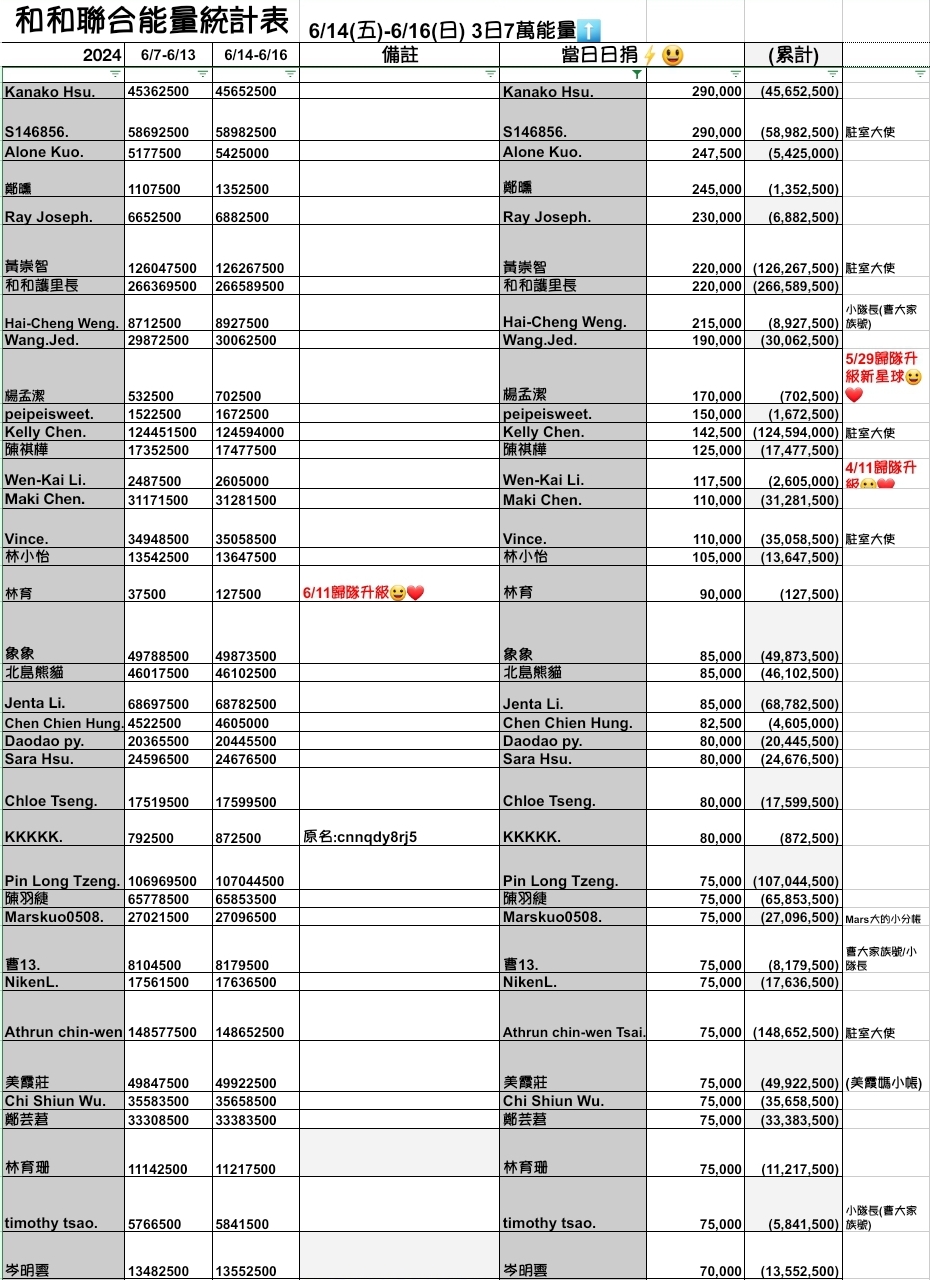 和和聯合能量統計表 6/14(五)-6/16(日) 3日7萬能量⬆️
2024 6/7-6/13 6/14-6/16 備註 當日日捐⚡😃 (累計)
Kanako Hsu. 45362500 45652500 Kanako Hsu. 290,000 (45,652,500)
S146856. 58692500 58982500 S146856. 290,000 (58,982,500) 駐室大使
Alone Kuo. 5177500 5425000 Alone Kuo. 247,500 (5,425,000)
鄭曛 1107500 1352500 鄭曛 245,000 (1,352,500)
Ray Joseph. 6652500 6882500 Ray Joseph. 230,000 (6,882,500)
黃崇智 126047500 126267500 黃崇智 220,000 (126,267,500) 駐室大使
和和護里長 266369500 266589500 和和護里長 220,000 (266,589,500)
Hai-Cheng Weng. 8712500 8927500 Hai-Cheng Weng. 215,000 (8,927,500) 小隊長(曹大家
族號)
Wang.Jed. 29872500 30062500 Wang.Jed. 190,000 (30,062,500)
楊孟潔 532500 702500 楊孟潔 170,000 (702,500) 5/29歸隊升
級新星球😀
❤️
peipeisweet. 1522500 1672500 peipeisweet. 150,000 (1,672,500)
Kelly Chen. 124451500 124594000 Kelly Chen. 142,500 (124,594,000) 駐室大使
陳祺樺 17352500 17477500 陳祺樺 125,000 (17,477,500)
Wen-Kai Li. 2487500 2605000 Wen-Kai Li. 117,500 (2,605,000) 4/11歸隊升
級😀❤️
Maki Chen. 31171500 31281500 Maki Chen. 110,000 (31,281,500)
Vince. 34948500 35058500 Vince. 110,000 (35,058,500) 駐室大使
林小怡 13542500 13647500 林小怡 105,000 (13,647,500)
林育 37500 127500 6/11歸隊升級😀❤️ 林育 90,000 (127,500)
象象 49788500 49873500 象象 85,000 (49,873,500)
北島熊貓 46017500 46102500 北島熊貓 85,000 (46,102,500)
Jenta Li. 68697500 68782500 Jenta Li. 85,000 (68,782,500)
Chen Chien Hung. 4522500 4605000 Chen Chien Hung. 82,500 (4,605,000)
Daodao py. 20365500 20445500 Daodao py. 80,000 (20,445,500)
Sara Hsu. 24596500 24676500 Sara Hsu. 80,000 (24,676,500)
Chloe Tseng. 17519500 17599500 Chloe Tseng. 80,000 (17,599,500)
KKKKK. 792500 872500 原名:cnnqdy8rj5 KKKKK. 80,000 (872,500)
Pin Long Tzeng. 106969500 107044500 Pin Long Tzeng. 75,000 (107,044,500)
陳羽緁 65778500 65853500 陳羽緁 75,000 (65,853,500)
Marskuo0508. 27021500 27096500 Marskuo0508. 75,000 (27,096,500) Mars大的小分帳
曹13. 8104500 8179500 曹13. 75,000 (8,179,500) 曹大家族號/小
隊長
NikenL. 17561500 17636500 NikenL. 75,000 (17,636,500)
Athrun chin-wen 148577500 148652500 Athrun chin-wen Tsai. 75,000 (148,652,500) 駐室大使
美霞莊 49847500 49922500 美霞莊 75,000 (49,922,500) (美霞媽小帳)
Chi Shiun Wu. 35583500 35658500 Chi Shiun Wu. 75,000 (35,658,500)
鄭芸 33308500 33383500 鄭芸 75,000 (33,383,500)
林育珊 11142500 11217500 林育珊 75,000 (11,217,500)
timothy tsao. 5766500 5841500 timothy tsao. 75,000 (5,841,500) 小隊長(曹大家
族號)
岑明雲 13482500 13552500 岑明雲 70,000 (13,552,500)